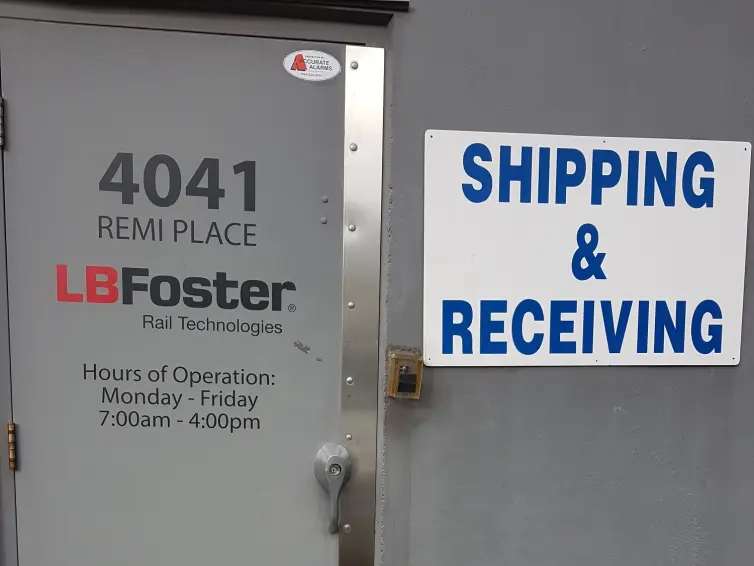 ACCURATE
ALARMS
4041
REMI PLACE
LBFoster®
Rail Technologies
Hours of Operation:
Monday - Friday
7:00am - 4:00pm
SHIPPING
&
RECEIVING